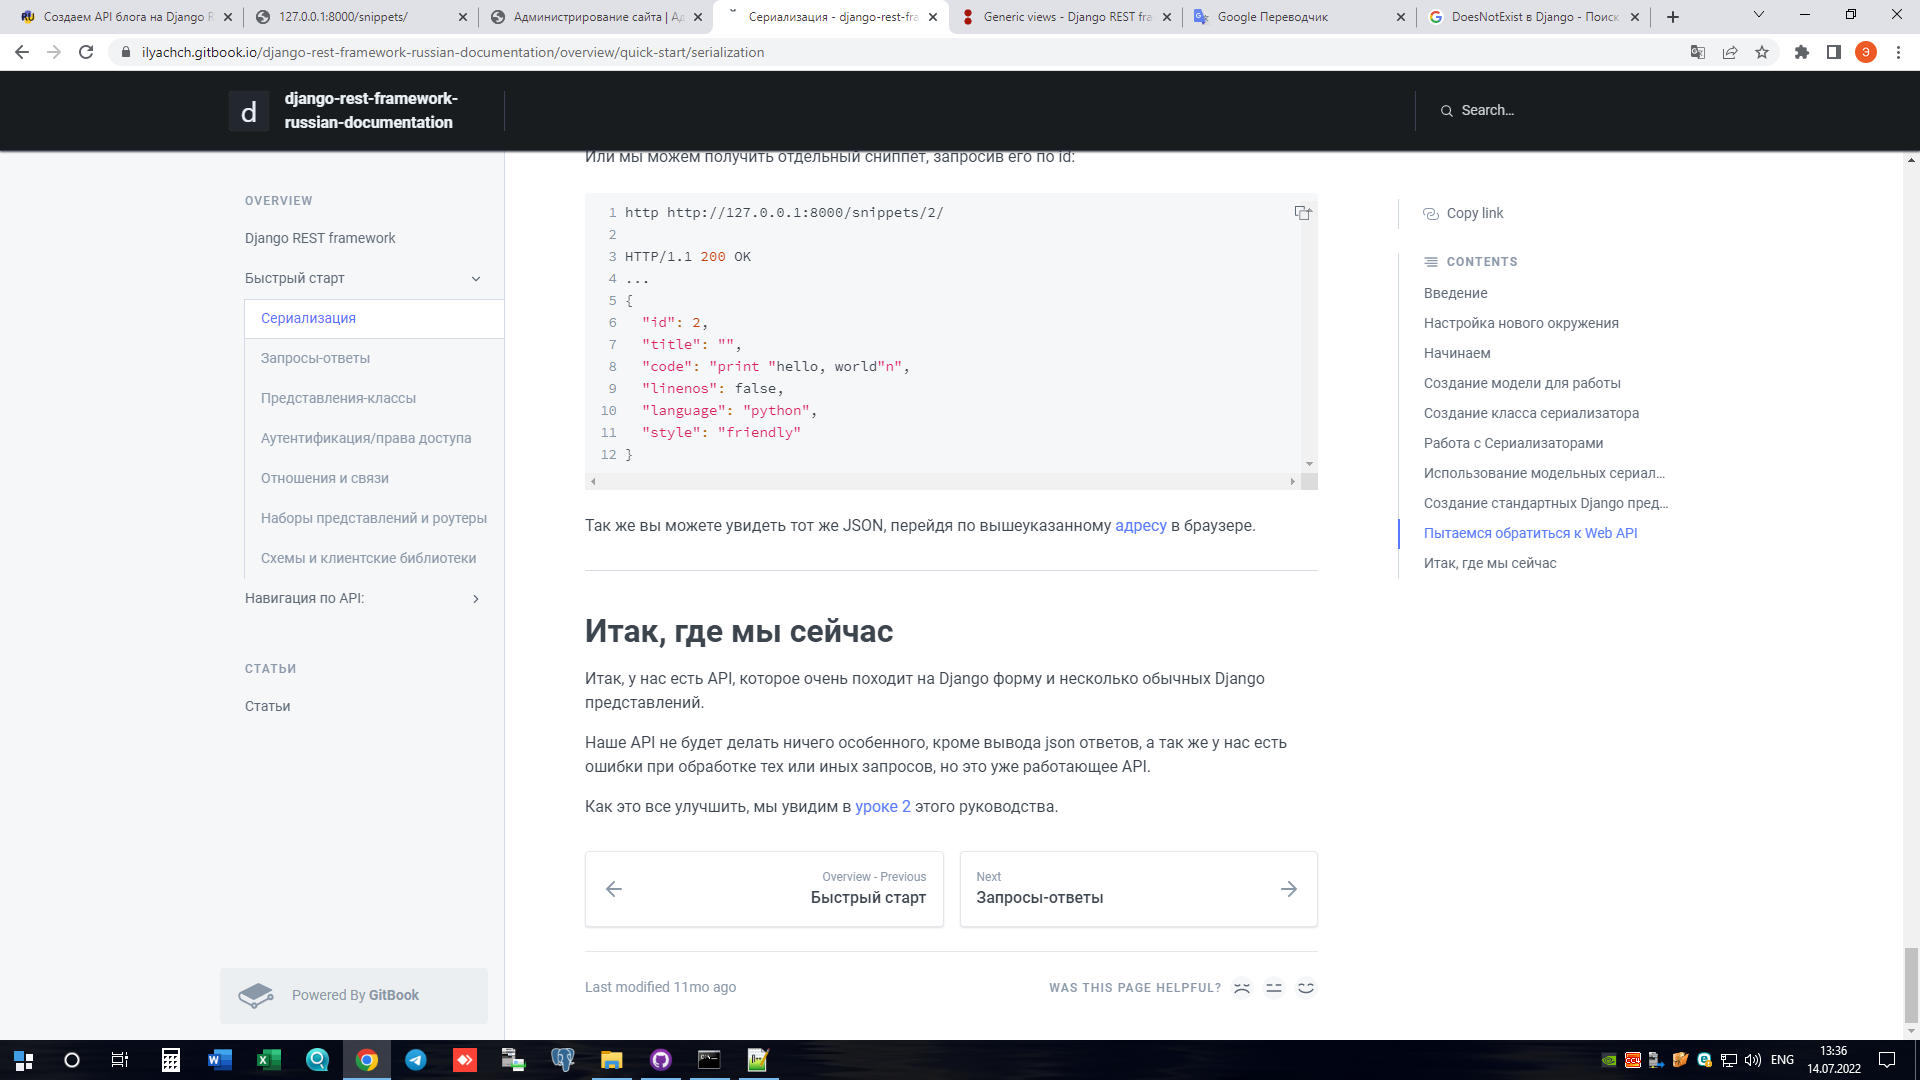 Создаем API блога на Django R
127.0.0.1:8000/snippets/
Администрирование сайта | Ад
Сериализация - django-rest-fra
Generic views - Django REST fra
Google Переводчик
DoesNotExist в Django - Поиск
ilyachch.gitbook.io/django-rest-framework-russian-documentation/overview/quick-start/serialization
Э
d
django-rest-framework-
russian-documentation
Search...
OVERVIEW
Django REST framework
Быстрый старт
Сериализация
Запросы-ответы
Представления-классы
Аутентификация/права доступа
Отношения и связи
Наборы представлений и роутеры
Схемы и клиентские библиотеки
Навигация по API:
СТАТЬИ
Статьи
Powered By GitBook
Или мы можем получить отдельный сниппет, запросив его по id:
1 http http://127.0.0.1:8000/snippets/2/
2
3 HTTP/1.1 200 OK
4 ...
5 {
6 "id": 2,
7 "title": "",
8 "code": "print "hello, world"n",
9 "linenos": false,
10 "language": "python",
11 "style": "friendly"
12 }
Так же вы можете увидеть тот же JSON, перейдя по вышеуказанному адресу в браузере.
Итак, где мы сейчас
Итак, у нас есть API, которое очень походит на Django форму и несколько обычных Django
представлений.
Наше API не будет делать ничего особенного, кроме вывода json ответов, а так же у нас есть
ошибки при обработке тех или иных запросов, но это уже работающее API.
Как это все улучшить, мы увидим в уроке 2 этого руководства.
Overview - Previous
Быстрый старт
Next
Запросы-ответы
Last modified 11mo ago
WAS THIS PAGE HELPFUL?
Copy link
CONTENTS
Введение
Настройка нового окружения
Начинаем
Создание модели для работы
Создание класса сериализатора
Работа с Сериализаторами
Использование модельных сериал...
Создание стандартных Django пред...
Пытаемся обратиться к Web API
Итак, где мы сейчас
ENG
13:36
14.07.2022